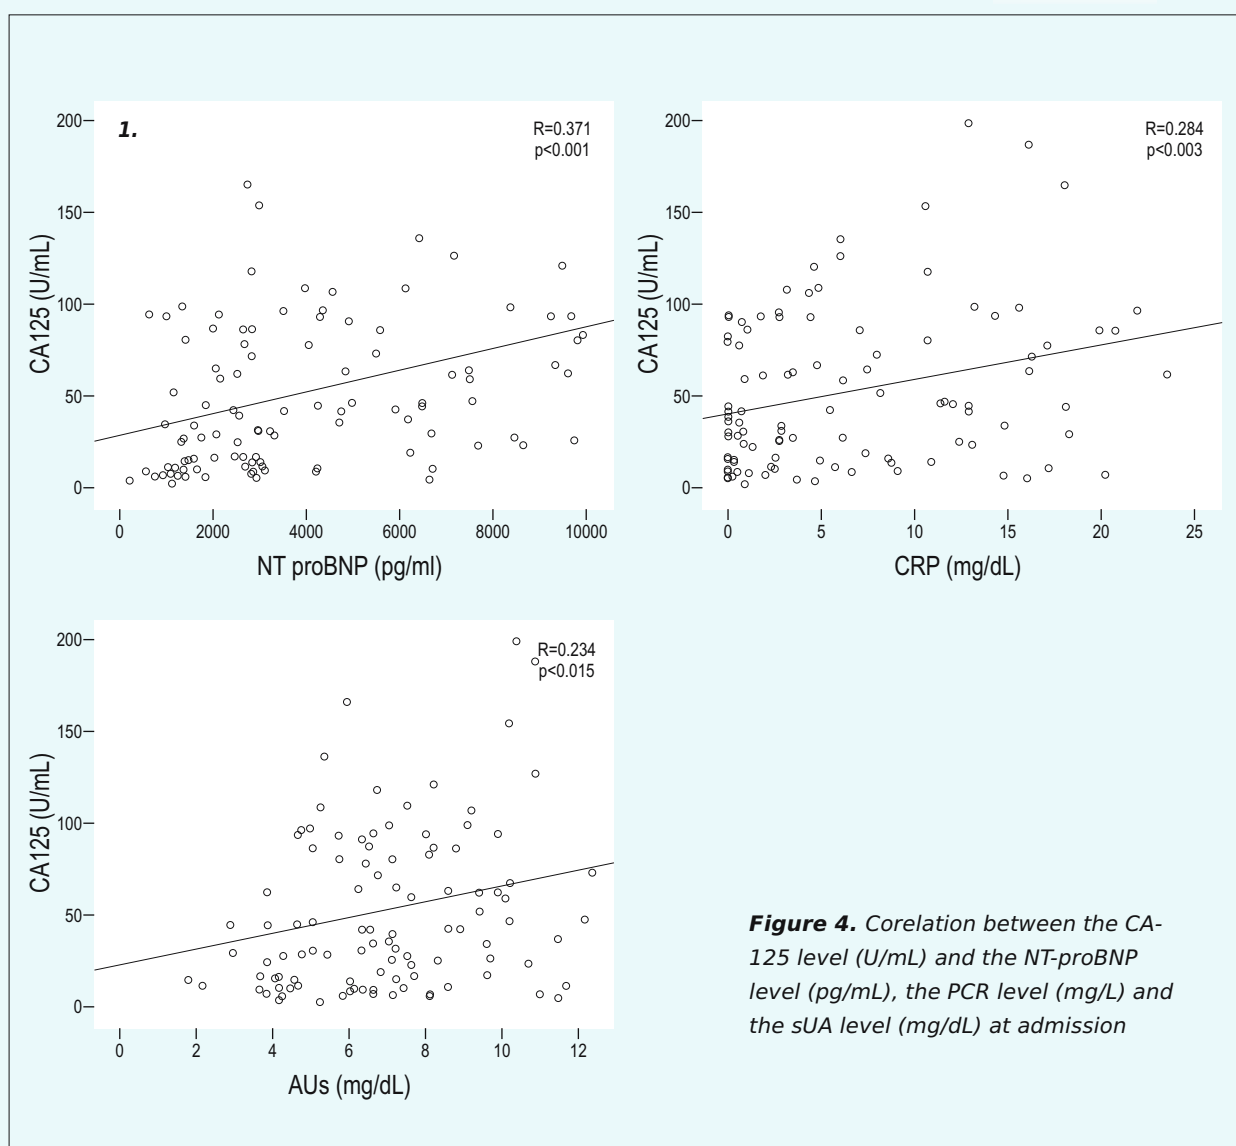 1.
R=0.371
p<0.001
200
150
100
50
0
CA125 (U/mL)
0 2000 4000 6000 8000 10000
NT proBNP (pg/ml)
R=0.284
p<0.003
200
150
100
50
0
CA125 (U/mL)
0 5 10 15 20 25
CRP (mg/dL)
R=0.234
p<0.015
200
150
100
50
0
CA125 (U/mL)
0 2 4 6 8 10 12
AUs (mg/dL)
Figure 4. Corelation between the CA-
125 level (U/mL) and the NT-proBNP
level (pg/mL), the PCR level (mg/L) and
the sUA level (mg/dL) at admission